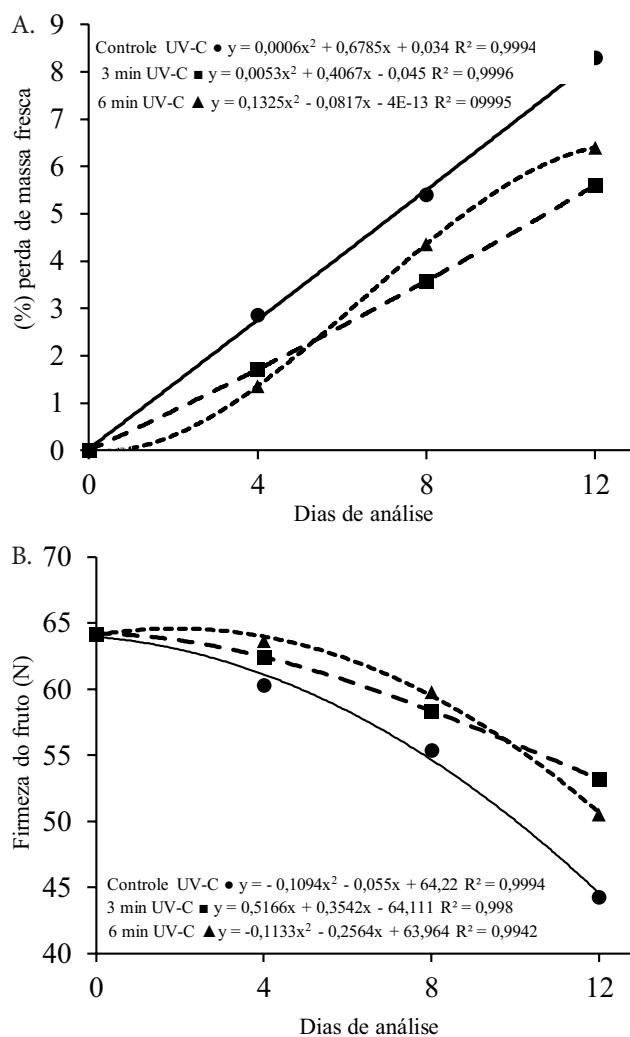 A.
9
8
7
6
5
4
3
2
1
0
(%) perda de massa fresca
Controle UV-C ● y = 0,0006x² + 0,6785x + 0,034 R² = 0,9994
3 min UV-C ■ y = 0,0053x² + 0,4067x - 0,045 R² = 0,9996
6 min UV-C ▲ y = 0,1325x² - 0,0817x - 4E-13 R² = 09995
0 4 8 12
Dias de análise
B.
70
65
60
55
50
45
40
Firmeza do fruto (N)
Controle UV-C ● y = - 0,1094x² - 0,055x + 64,22 R² = 0,9994
3 min UV-C ■ y = 0,5166x + 0,3542x - 64,111 R² = 0,998
6 min UV-C ▲ y = -0,1133x² - 0,2564x + 63,964 R² = 0,9942
0 4 8 12
Dias de análise